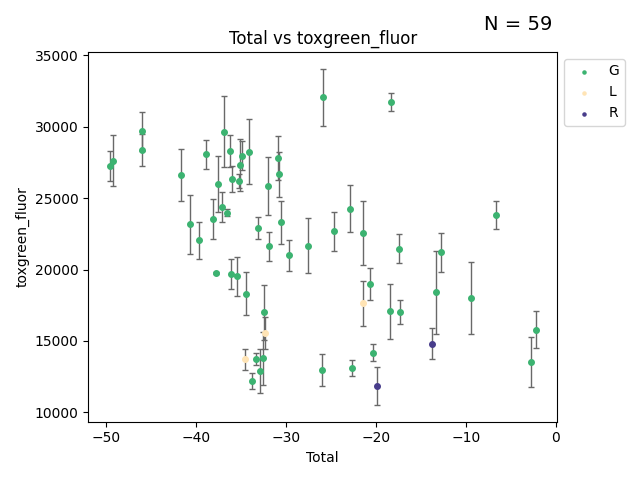 N = 59
Total vs toxgreen_fluor
35000
30000
25000
20000
15000
10000
toxgreen_fluor
−50
−40
−30
−20
−10
0
Total
G
L
R